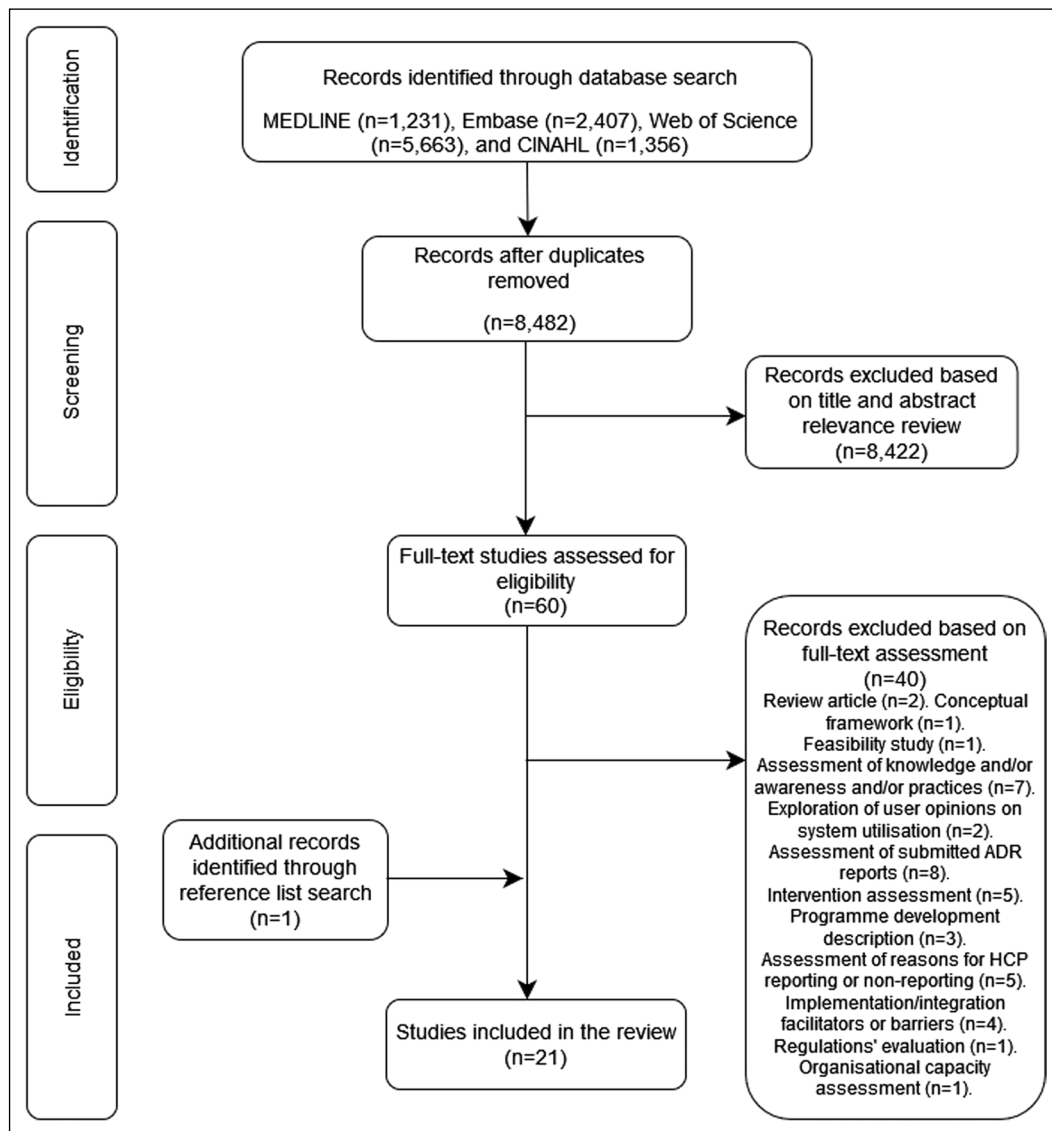 Identification
Records identified through database search
MEDLINE (n=1,231), Embase (n=2,407), Web of Science
(n=5,663), and CINAHL (n=1,356)
Screening
Records after duplicates
removed
(n=8,482)
Records excluded based
on title and abstract
relevance review
(n=8,422)
Eligibility
Full-text studies assessed for
eligibility
(n=60)
Records excluded based on
full-text assessment
(n=40)
Review article (n=2). Conceptual
framework (n=1).
Feasibility study (n=1).
Assessment of knowledge and/or
awareness and/or practices (n=7).
Exploration of user opinions on
system utilisation (n=2).
Assessment of submitted ADR
reports (n=8).
Intervention assessment (n=5).
Programme development
description (n=3).
Assessment of reasons for HCP
reporting or non-reporting (n=5).
Implementation/integration
facilitators or barriers (n=4).
Regulations' evaluation (n=1).
Organisational capacity
assessment (n=1).
Included
Additional records
identified through
reference list search
(n=1)
Studies included in the review
(n=21)